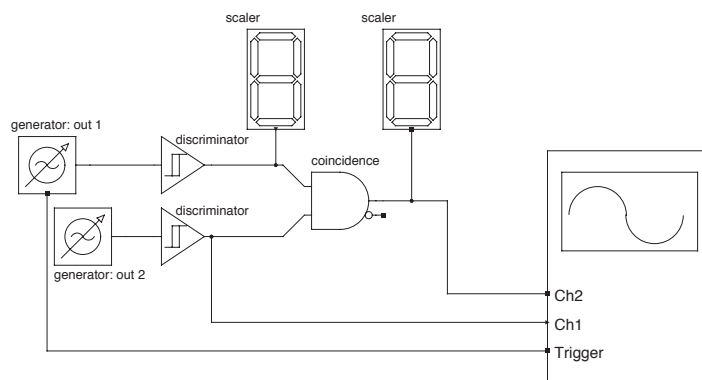 scaler
scaler
generator: out 1
discriminator
coincidence
discriminator
generator: out 2
Ch2
Ch1
Trigger